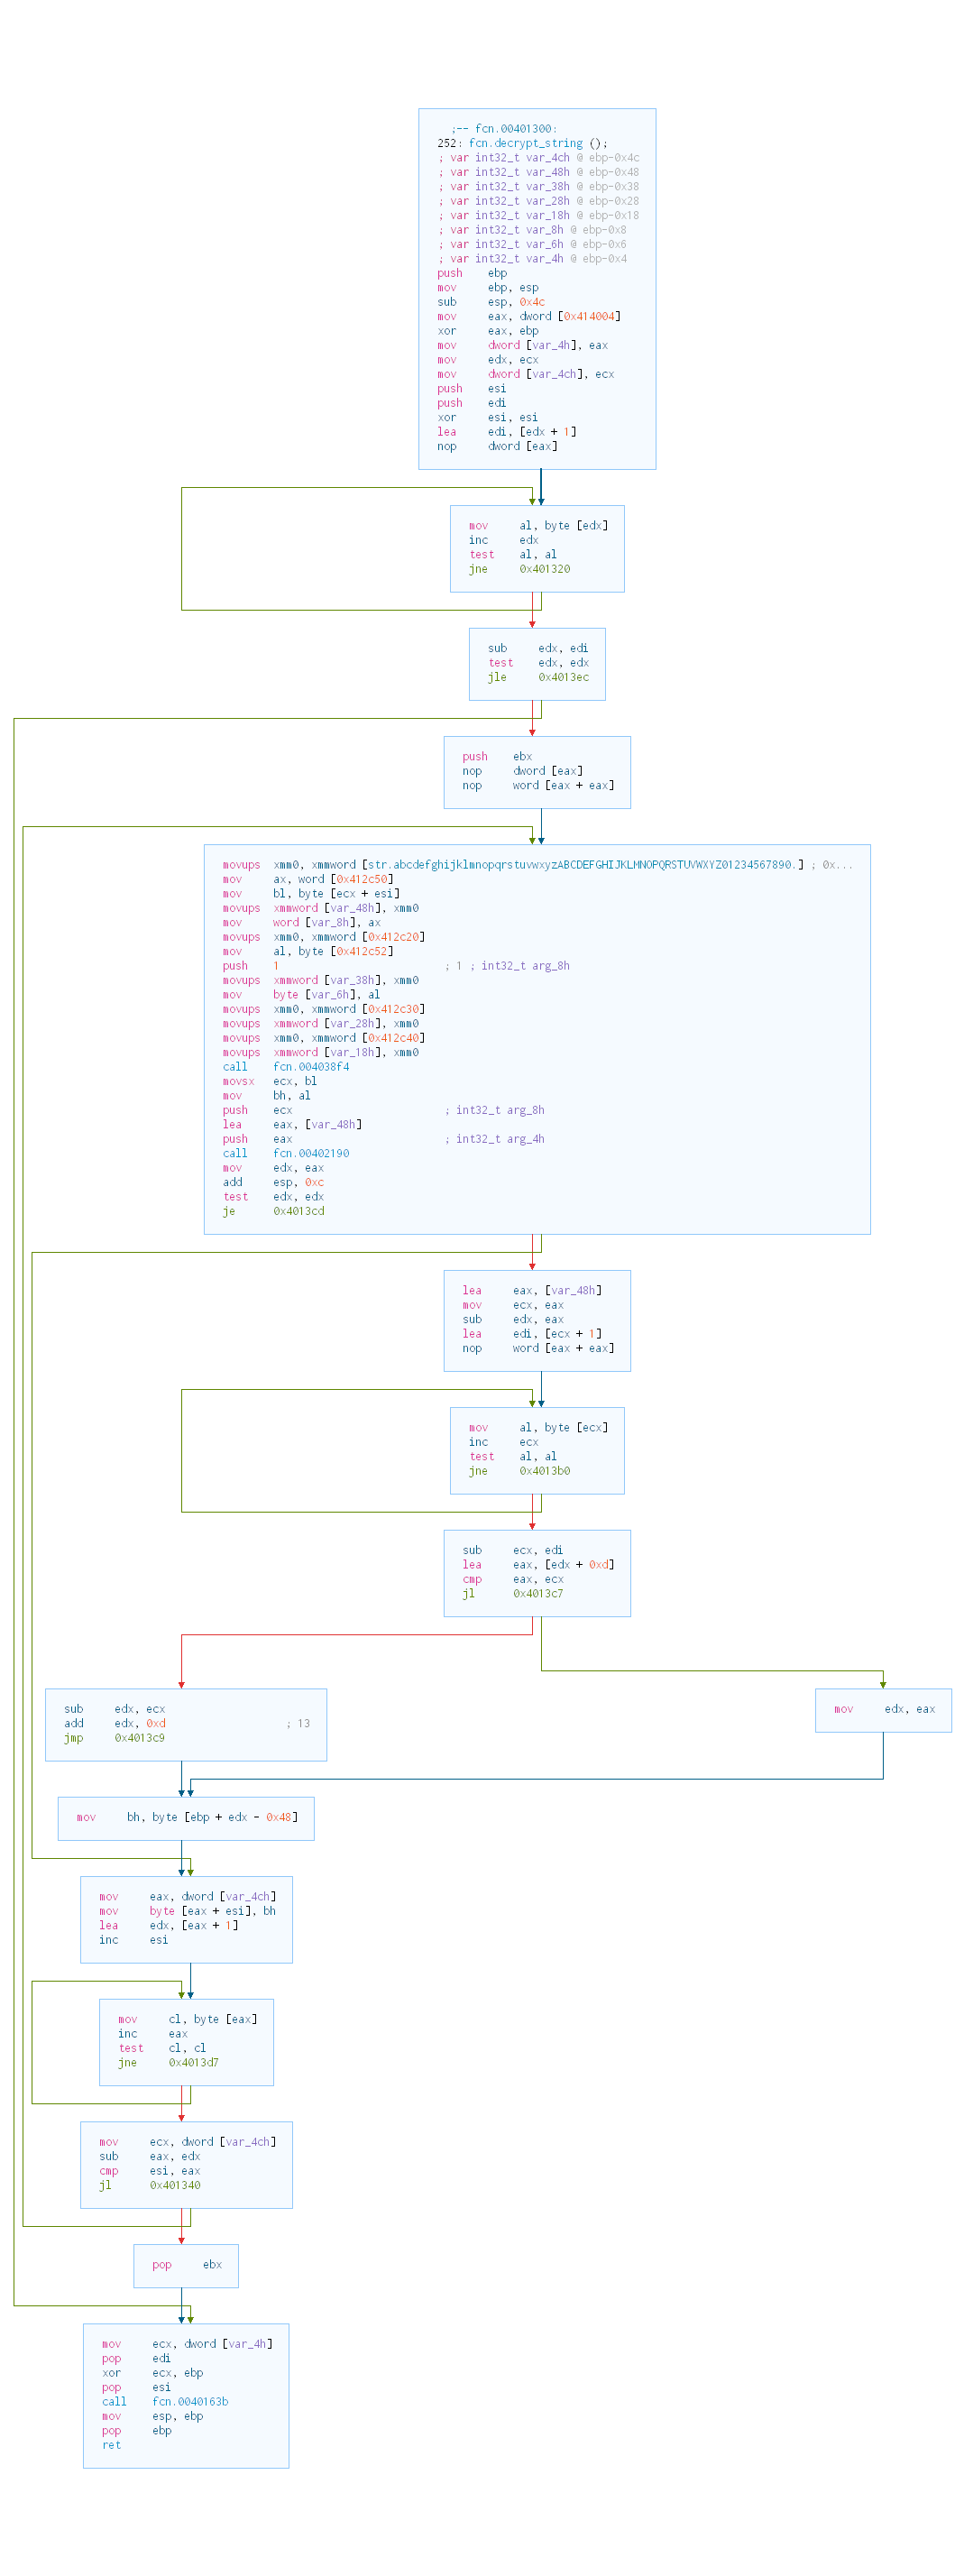 ;-- fcn.00401300:
252: fcn.decrypt_string ();
; var int32_t var_4ch @ ebp-0x4c
; var int32_t var_48h @ ebp-0x48
; var int32_t var_38h @ ebp-0x38
; var int32_t var_28h @ ebp-0x28
; var int32_t var_18h @ ebp-0x18
; var int32_t var_8h @ ebp-0x8
; var int32_t var_6h @ ebp-0x6
; var int32_t var_4h @ ebp-0x4
push ebp
mov ebp, esp
sub esp, 0x4c
mov eax, dword [0x414004]
xor eax, ebp
mov dword [var_4h], eax
mov edx, ecx
mov dword [var_4ch], ecx
push esi
push edi
xor esi, esi
lea edi, [edx + 1]
nop dword [eax]
mov al, byte [edx]
inc edx
test al, al
jne 0x401320
sub edx, edi
test edx, edx
jle 0x4013ec
push ebx
nop dword [eax]
nop word [eax + eax]
movups xmm0, xmmword [str.abcdefghijklmnopqrstuvwxyzABCDEFGHIJKLMNOPQRSTUVWXYZ01234567890.] ; 0x...
mov ax, word [0x412c50]
mov bl, byte [ecx + esi]
movups xmmword [var_48h], xmm0
mov word [var_8h], ax
movups xmm0, xmmword [0x412c20]
mov al, byte [0x412c52]
push 1 ; 1 ; int32_t arg_8h
movups xmmword [var_38h], xmm0
mov byte [var_6h], al
movups xmm0, xmmword [0x412c30]
movups xmmword [var_28h], xmm0
movups xmm0, xmmword [0x412c40]
movups xmmword [var_18h], xmm0
call fcn.004038f4
movsx ecx, bl
mov bh, al
push ecx ; int32_t arg_8h
lea eax, [var_48h]
push eax ; int32_t arg_4h
call fcn.00402190
mov edx, eax
add esp, 0xc
test edx, edx
je 0x4013cd
lea eax, [var_48h]
mov ecx, eax
sub edx, eax
lea edi, [ecx + 1]
nop word [eax + eax]
mov al, byte [ecx]
inc ecx
test al, al
jne 0x4013b0
sub ecx, edi
lea eax, [edx + 0xd]
cmp eax, ecx
jl 0x4013c7
sub edx, ecx
add edx, 0xd ; 13
jmp 0x4013c9
mov edx, eax
mov bh, byte [ebp + edx - 0x48]
mov eax, dword [var_4ch]
mov byte [eax + esi], bh
lea edx, [eax + 1]
inc esi
mov cl, byte [eax]
inc eax
test cl, cl
jne 0x4013d7
mov ecx, dword [var_4ch]
sub eax, edx
cmp esi, eax
jl 0x401340
pop ebx
mov ecx, dword [var_4h]
pop edi
xor ecx, ebp
pop esi
call fcn.0040163b
mov esp, ebp
pop ebp
ret